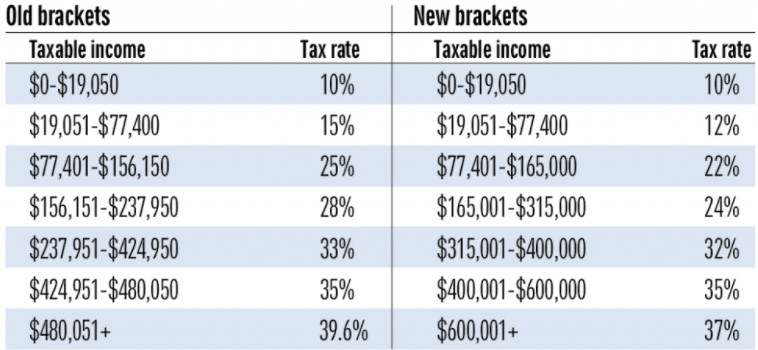 Old brackets New brackets
Taxable income Tax rate Taxable income Tax rate
$0-$19,050 10% $0-$19,050 10%
$19,051-$77,400 15% $19,051-$77,400 12%
$77,401-$156,150 25% $77,401-$165,000 22%
$156,151-$237,950 28% $165,001-$315,000 24%
$237,951-$424,950 33% $315,001-$400,000 32%
$424,951-$480,050 35% $400,001-$600,000 35%
$480,051+ 39.6% $600,001+ 37%